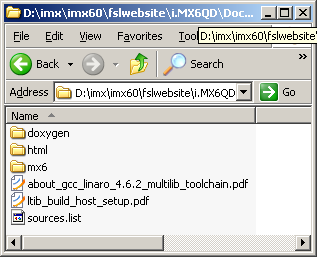 D:\imx\imx60\fslwebsite\i.MX6QD\Doc...
File Edit View Favorites Tool
D:\imx\imx60\fslwebsite\
Back Search
Address D:\imx\imx60\fslwebsite\i.MX6QD Go
Name
doxygen
html
mx6
about_gcc_linaro_4.6.2_multilib_toolchain.pdf
ltib_build_host_setup.pdf
sources.list